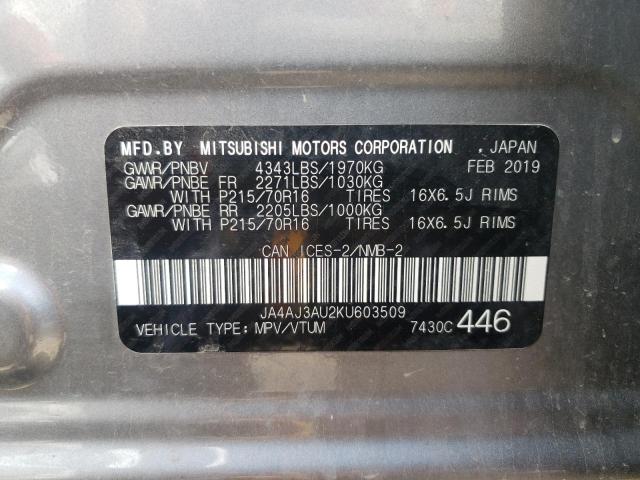 MFD.BY MITSUBISHI MOTORS CORPORATION . JAPAN
GVWR/PNBV 4343LBS/1970KG FEB 2019
GAWR/PNBE FR 2271LBS/1030KG
WITH P215/70R16 TIRES 16X6.5J RIMS
GAWR/PNBE RR 2205LBS/1000KG
WITH P215/70R16 TIRES 16X6.5J RIMS
CAN ICES-2/NMB-2
JA4AJ3AU2KU603509
VEHICLE TYPE:MPV/VTUM 7430C 446